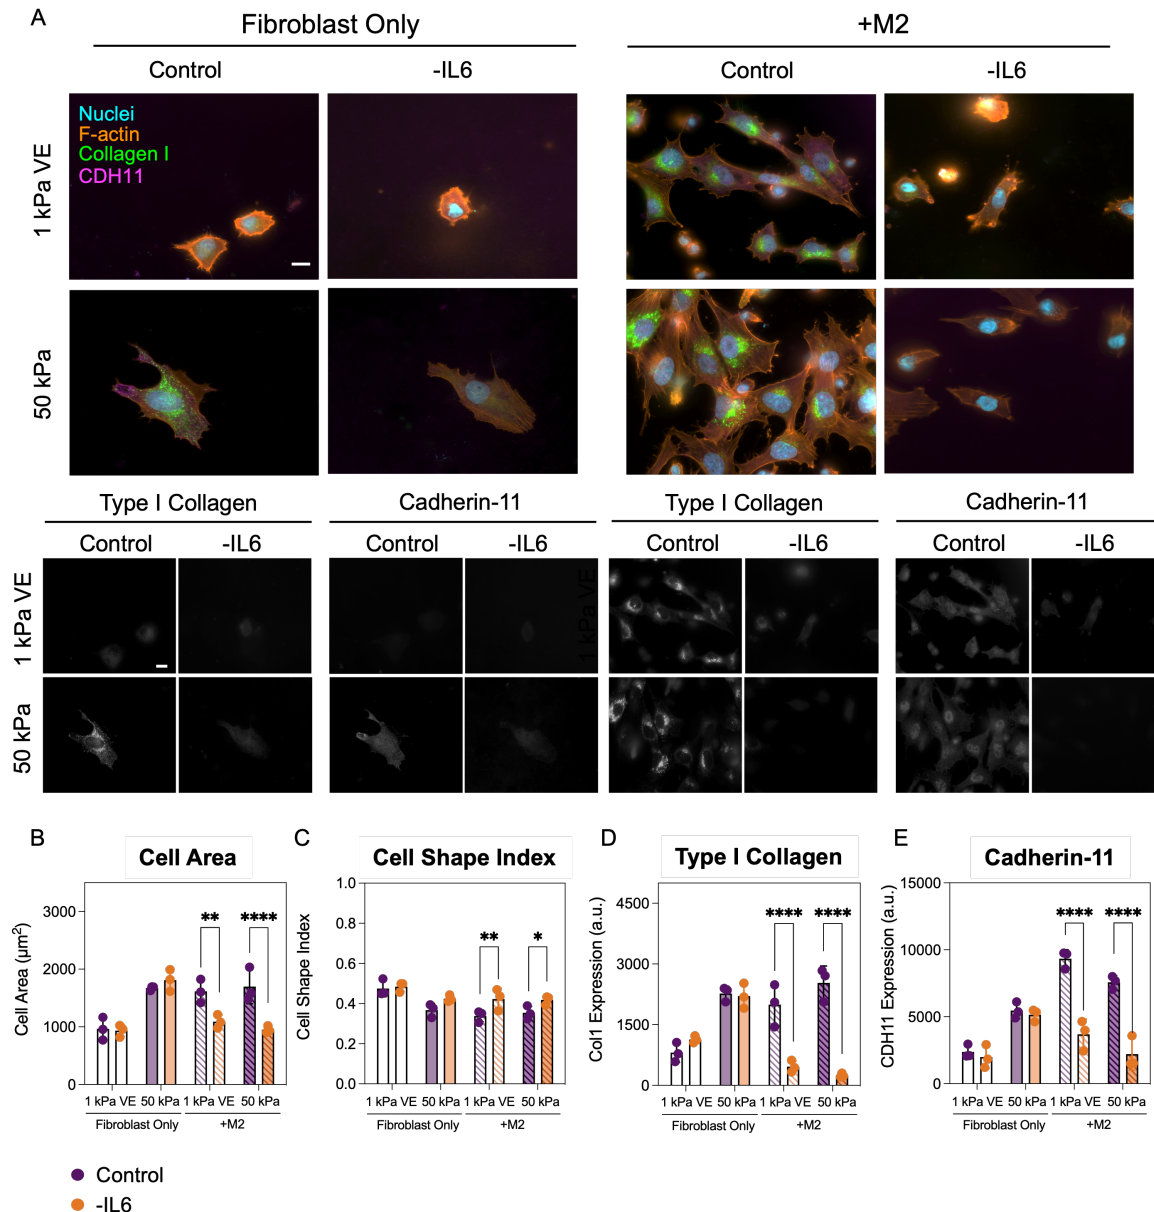 A
Fibroblast Only
+M2
Control
-IL6
Control
-IL6
Nuclei
F-actin
Collagen I
CDH11
1 kPa VE
50 kPa
Type I Collagen
Cadherin-11
Type I Collagen
Cadherin-11
Control
-IL6
Control
-IL6
Control
-IL6
Control
-IL6
1 kPa VE
1 kPa VE
50 kPa
B
Cell Area
Cell Area (µm²)
3000
2000
1000
0
**
****
1 kPa VE
50 kPa
1 kPa VE
50 kPa
Fibroblast Only
+M2
C
Cell Shape Index
Cell Shape Index
1.0
0.8
0.6
0.4
0.2
0.0
**
*
1 kPa VE
50 kPa
1 kPa VE
50 kPa
Fibroblast Only
+M2
D
Type I Collagen
Col1 Expression (a.u.)
4500
3000
1500
0
****
****
1 kPa VE
50 kPa
1 kPa VE
50 kPa
Fibroblast Only
+M2
E
Cadherin-11
CDH11 Expression (a.u.)
15000
10000
5000
0
****
****
1 kPa VE
50 kPa
1 kPa VE
50 kPa
Fibroblast Only
+M2
Control
-IL6